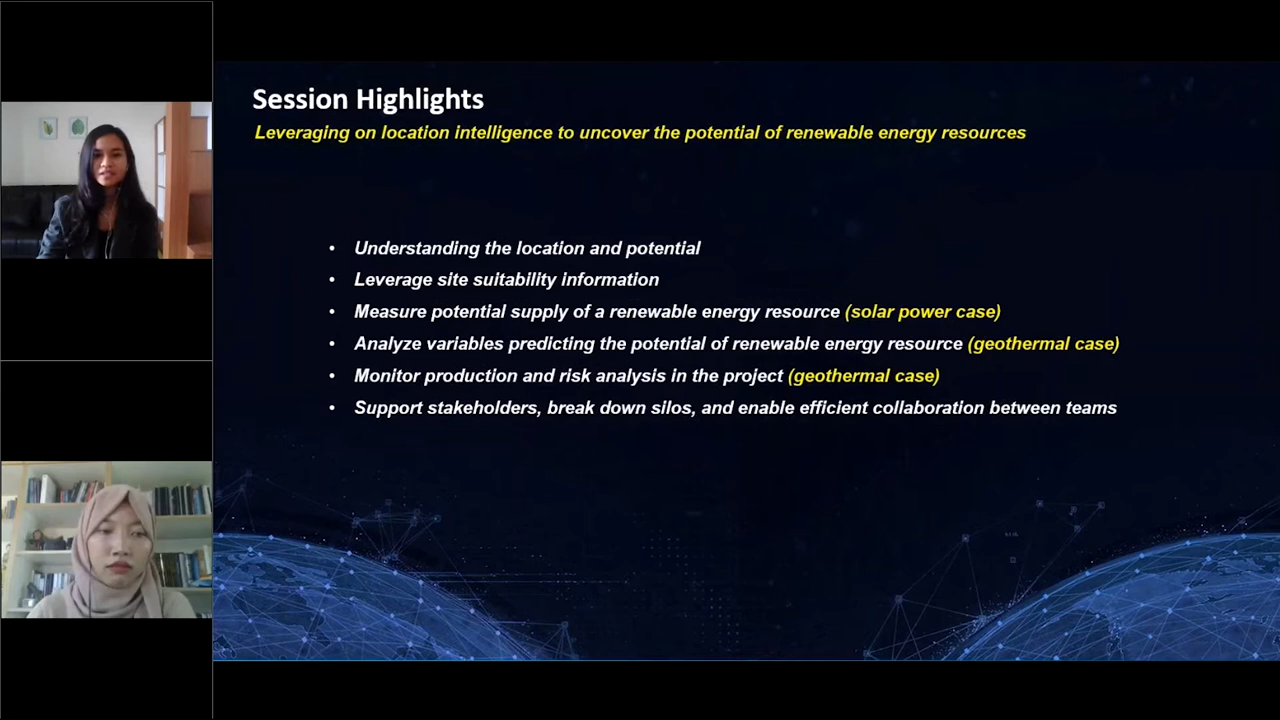 Session Highlights
Leveraging on location intelligence to uncover the potential of renewable energy resources
• Understanding the location and potential
• Leverage site suitability information
• Measure potential supply of a renewable energy resource (solar power case)
• Analyze variables predicting the potential of renewable energy resource (geothermal case)
• Monitor production and risk analysis in the project (geothermal case)
• Support stakeholders, break down silos, and enable efficient collaboration between teams